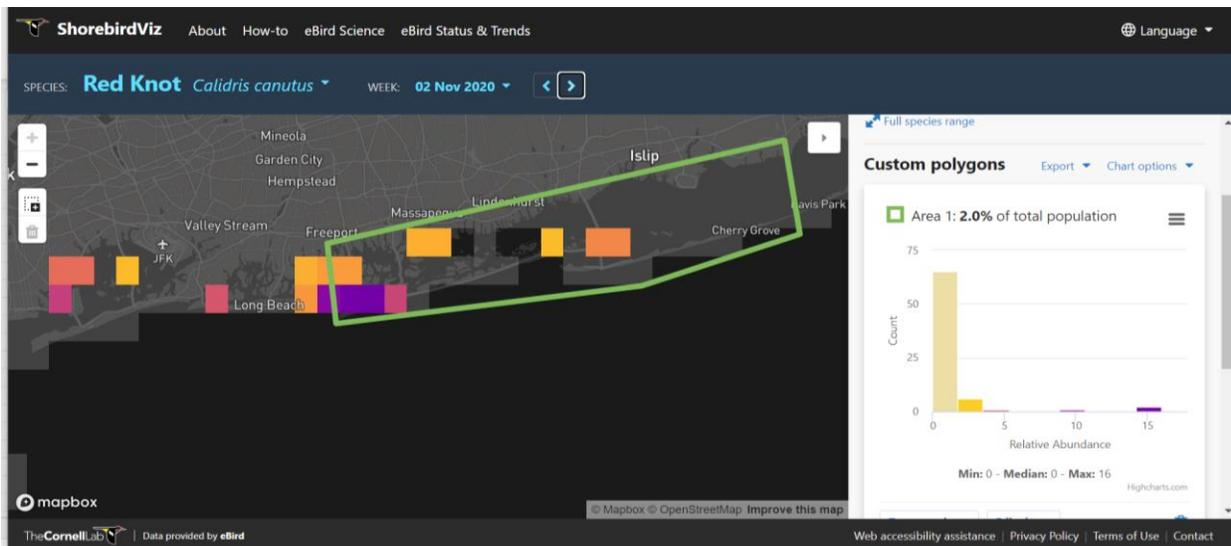 ShorebirdViz About How-to eBird Science eBird Status & Trends Language
SPECIES: Red Knot Calidris canutus WEEK: 02 Nov 2020 < >
Full species range
Custom polygons Export Chart options
Area 1: 2.0% of total population
75
50
25
0
Count
0 5 10 15
Relative Abundance
Min: 0 - Median: 0 - Max: 16
Highcharts.com
Mineola
Garden City
Hempstead
Islip
Valley Stream
Freeport
Lindenhurst
Cherry Grove
JFK
Long Beach
mapbox
© Mapbox © OpenStreetMap Improve this map
TheCornellLab | Data provided by eBird
Web accessibility assistance | Privacy Policy | Terms of Use | Contact